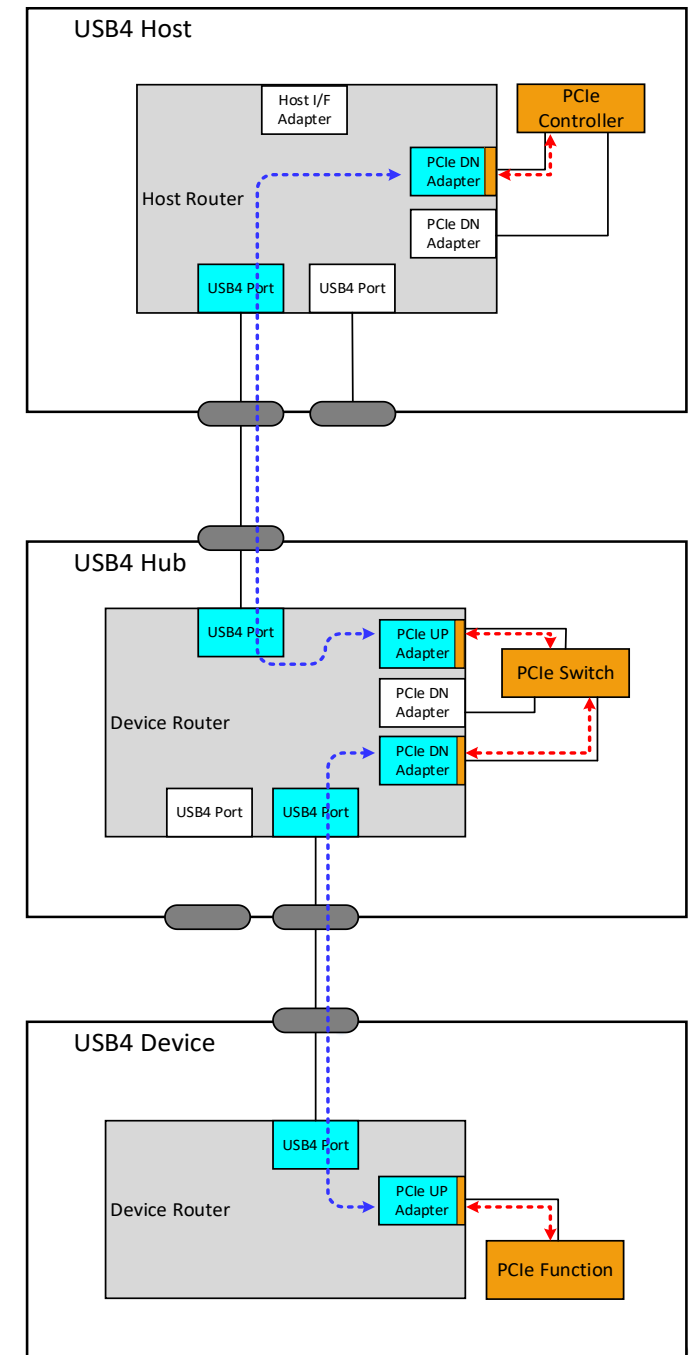 USB4 Host
Host I/F
Adapter
PCIe
Controller
PCIe DN
Adapter
Host Router
PCIe DN
Adapter
USB4 Port
USB4 Port
USB4 Hub
USB4 Port
PCIe UP
Adapter
PCIe Switch
PCIe DN
Adapter
Device Router
PCIe DN
Adapter
USB4 Port
USB4 Port
USB4 Device
USB4 Port
PCIe UP
Adapter
Device Router
PCIe Function